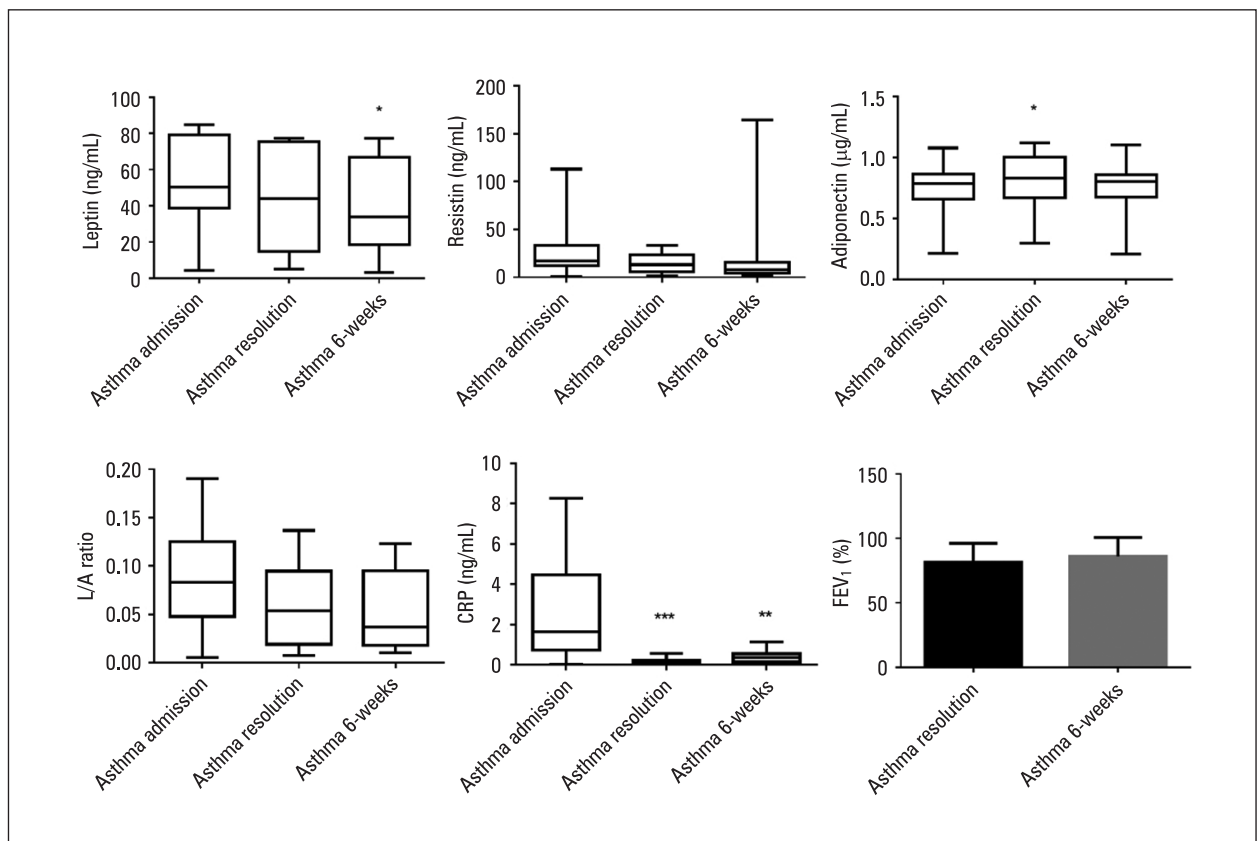 Leptin (ng/mL)
100
80
60
40
20
0
*
Asthma admission
Asthma resolution
Asthma 6-weeks
Resistin (ng/mL)
200
150
100
50
0
Asthma admission
Asthma resolution
Asthma 6-weeks
Adiponectin (µg/mL)
1.5
1.0
0.5
0.0
*
Asthma admission
Asthma resolution
Asthma 6-weeks
L/A ratio
0.20
0.15
0.10
0.05
0.00
Asthma admission
Asthma resolution
Asthma 6-weeks
CRP (ng/mL)
10
8
6
4
2
0
***
**
Asthma admission
Asthma resolution
Asthma 6-weeks
FEV₁ (%)
150
100
50
0
Asthma resolution
Asthma 6-weeks